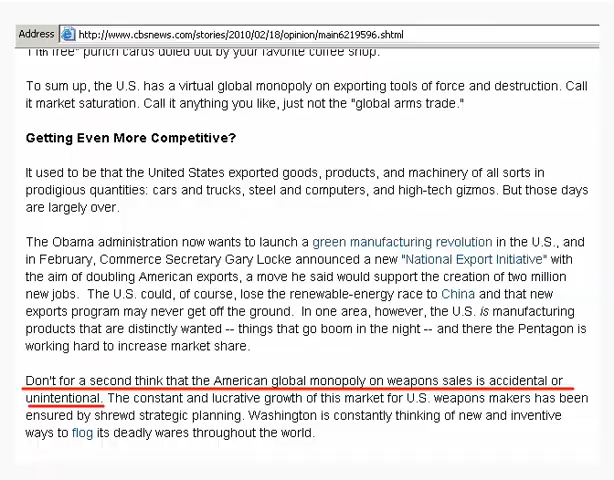 Address http://www.cbsnews.com/stories/2010/02/18/opinion/main6219596.shtml
11th free" punch cards doled out by your favorite coffee shop.
To sum up, the U.S. has a virtual global monopoly on exporting tools of force and destruction. Call
it market saturation. Call it anything you like, just not the "global arms trade."
Getting Even More Competitive?
It used to be that the United States exported goods, products, and machinery of all sorts in
prodigious quantities: cars and trucks, steel and computers, and high-tech gizmos. But those days
are largely over.
The Obama administration now wants to launch a green manufacturing revolution in the U.S., and
in February, Commerce Secretary Gary Locke announced a new "National Export Initiative" with
the aim of doubling American exports, a move he said would support the creation of two million
new jobs. The U.S. could, of course, lose the renewable-energy race to China and that new
exports program may never get off the ground. In one area, however, the U.S. is manufacturing
products that are distinctly wanted -- things that go boom in the night -- and there the Pentagon is
working hard to increase market share.
Don't for a second think that the American global monopoly on weapons sales is accidental or
unintentional. The constant and lucrative growth of this market for U.S. weapons makers has been
ensured by shrewd strategic planning. Washington is constantly thinking of new and inventive
ways to flog its deadly wares throughout the world.